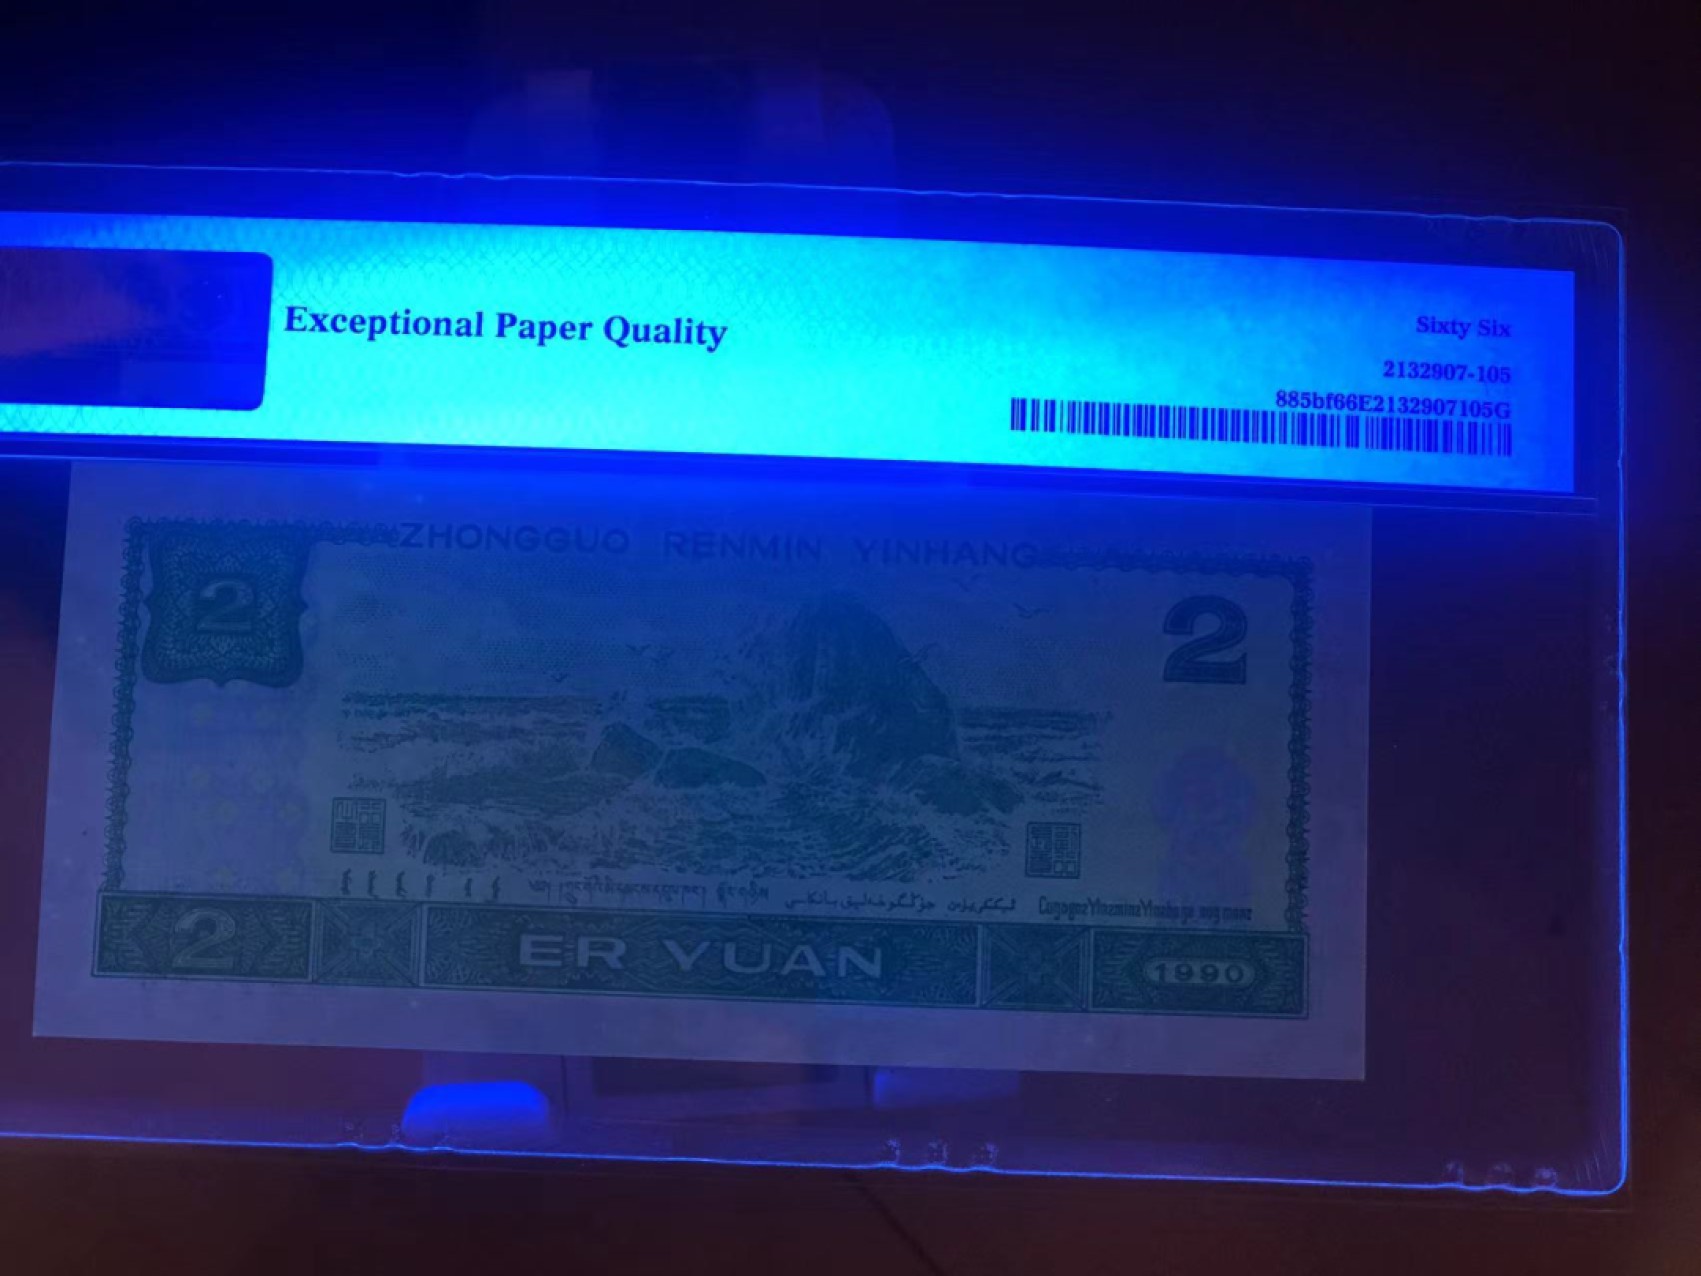 Exceptional Paper Quality
Sixty Six
2132907-105
885bf66E2132907105G
ZHONGGUO RENMIN YINHANG
2
2
2
ER YUAN
1990